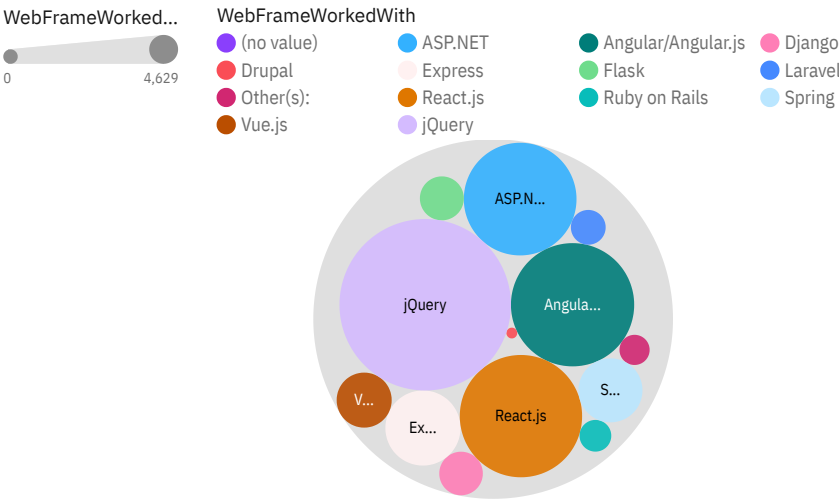 WebFrameWorked...
0 4,629
WebFrameWorkedWith
(no value) ASP.NET Angular/Angular.js Django
Drupal Express Flask Laravel
Other(s): React.js Ruby on Rails Spring
Vue.js jQuery
ASP.N...
jQuery Angula...
S...
V... React.js
Ex...